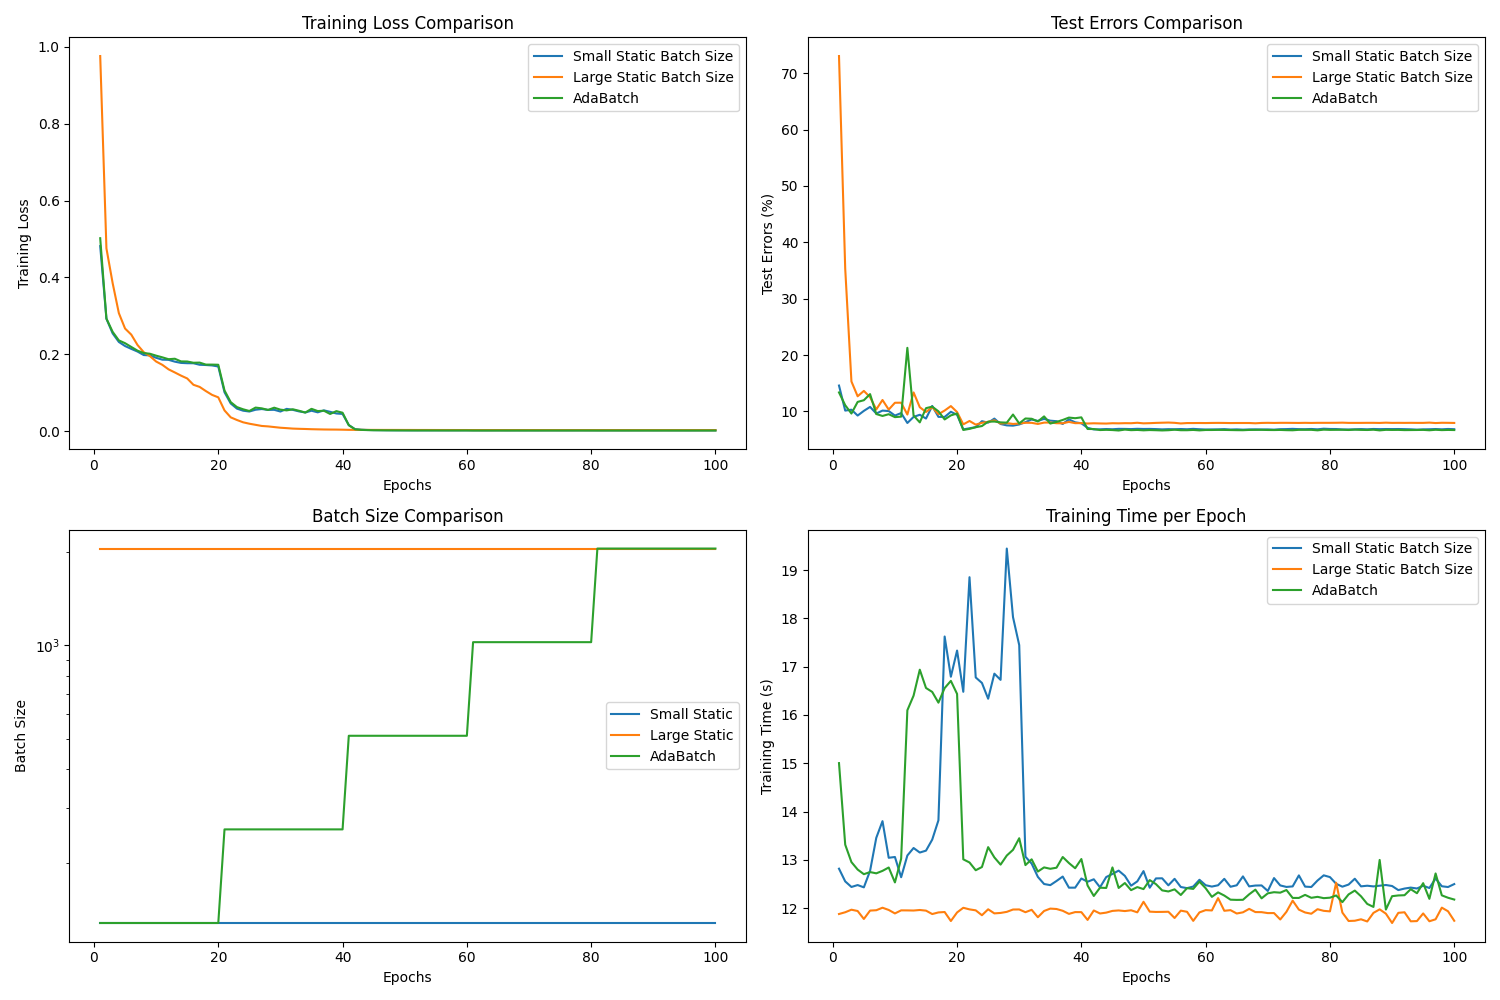 Training Loss Comparison
1.0
0.8
0.6
0.4
0.2
0.0
Training Loss
Small Static Batch Size
Large Static Batch Size
AdaBatch
0 20 40 60 80 100
Epochs
Test Errors Comparison
70
60
50
40
30
20
10
Test Errors (%)
Small Static Batch Size
Large Static Batch Size
AdaBatch
0 20 40 60 80 100
Epochs
Batch Size Comparison
10³
Batch Size
Small Static
Large Static
AdaBatch
0 20 40 60 80 100
Epochs
Training Time per Epoch
19
18
17
16
15
14
13
12
Training Time (s)
Small Static Batch Size
Large Static Batch Size
AdaBatch
0 20 40 60 80 100
Epochs